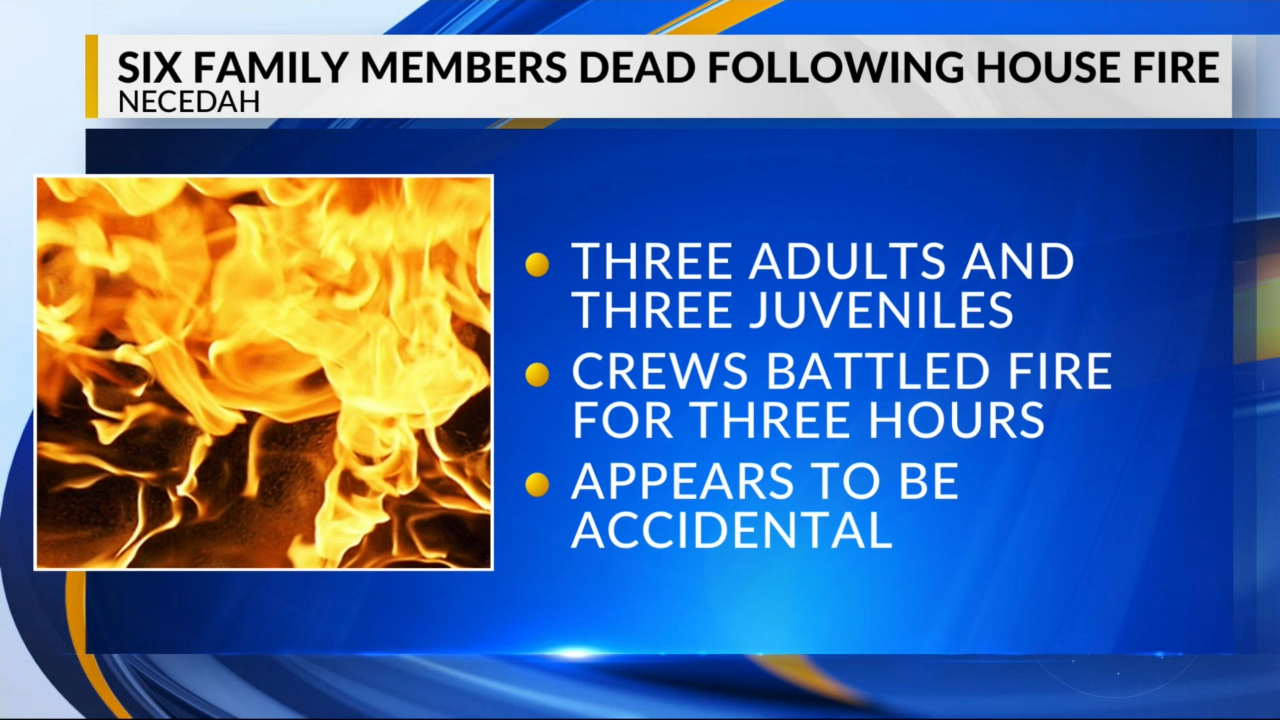 SIX FAMILY MEMBERS DEAD FOLLOWING HOUSE FIRE
NECEDAH
THREE ADULTS AND
THREE JUVENILES
CREWS BATTLED FIRE
FOR THREE HOURS
APPEARS TO BE
ACCIDENTAL